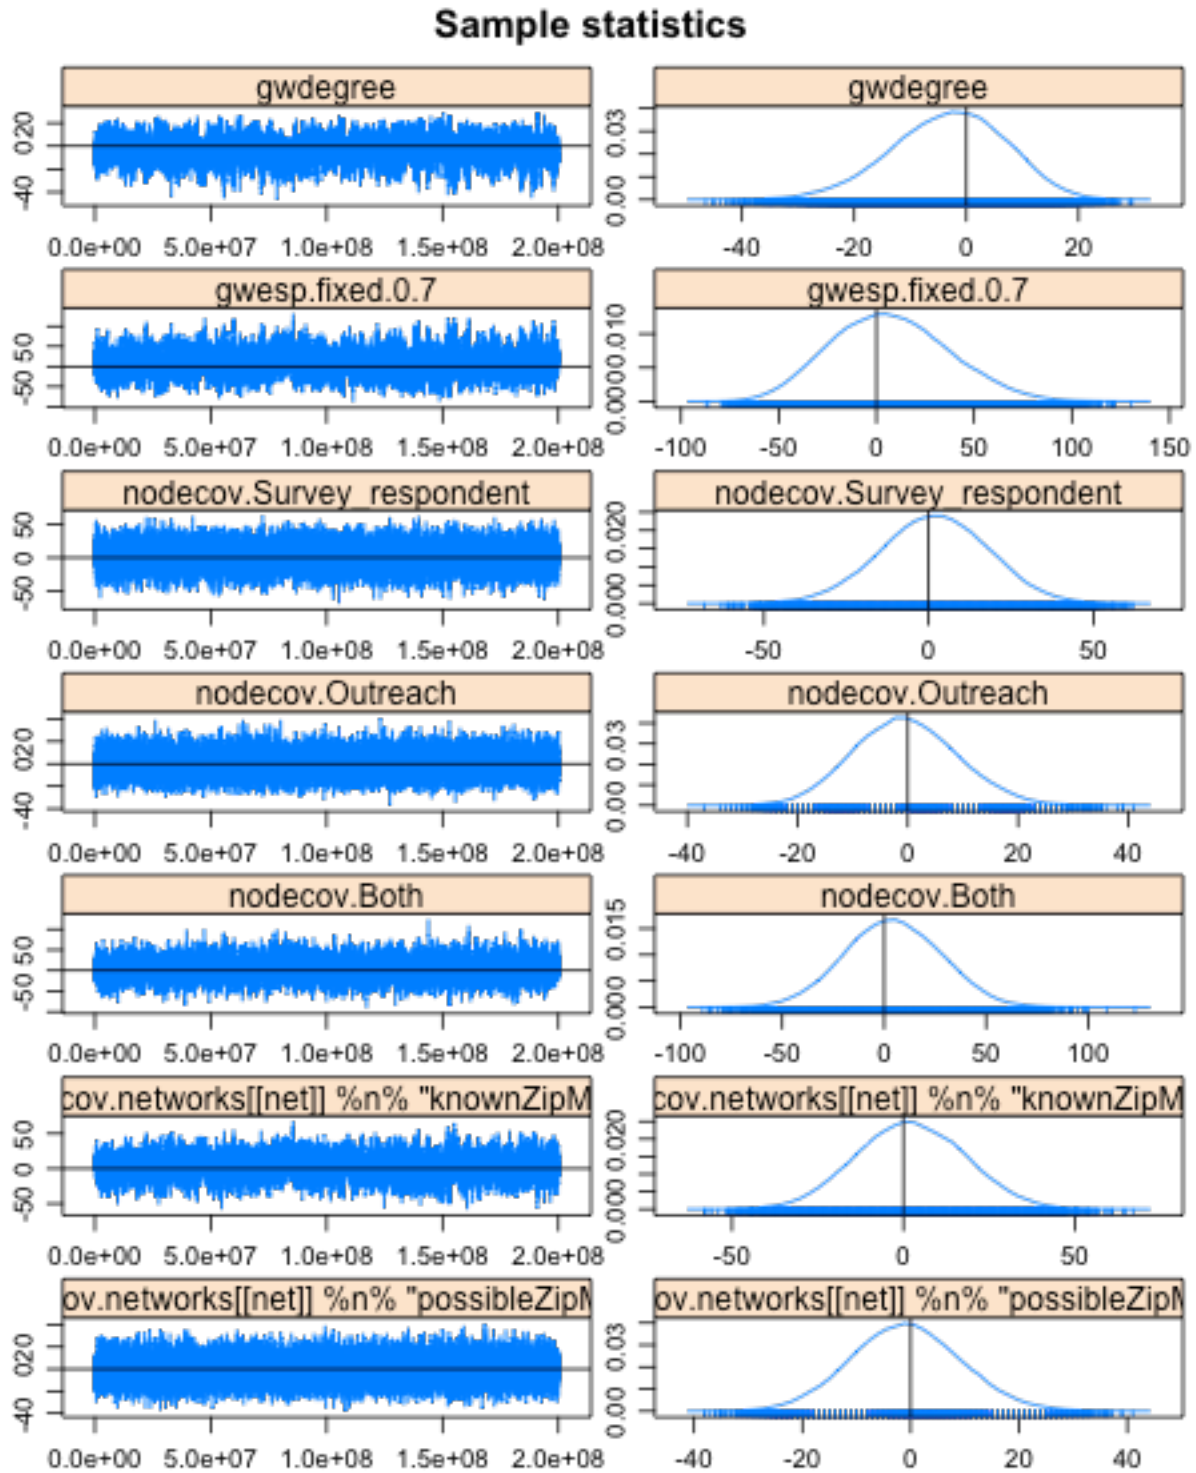 Sample statistics
gwdegree gwdegree
-40 0 20 0.00 0.03
0.0e+00 5.0e+07 1.0e+08 1.5e+08 2.0e+08 -40 -20 0 20
gwesp.fixed.0.7 gwesp.fixed.0.7
-50 50 0.000 0.010
0.0e+00 5.0e+07 1.0e+08 1.5e+08 2.0e+08 -100 -50 0 50 100 150
nodecov.Survey_respondent nodecov.Survey_respondent
-50 0 50 0.00 0.020
0.0e+00 5.0e+07 1.0e+08 1.5e+08 2.0e+08 -50 0 50
nodecov.Outreach nodecov.Outreach
-40 0 20 0.00 0.03
0.0e+00 5.0e+07 1.0e+08 1.5e+08 2.0e+08 -40 -20 0 20 40
nodecov.Both nodecov.Both
-50 50 0.000 0.015
0.0e+00 5.0e+07 1.0e+08 1.5e+08 2.0e+08 -100 -50 0 50 100
cov.networks[[net]] %n% "knownZipM cov.networks[[net]] %n% "knownZipM
-50 0 50 0.00 0.020
0.0e+00 5.0e+07 1.0e+08 1.5e+08 2.0e+08 -50 0 50
ov.networks[[net]] %n% "possibleZipM ov.networks[[net]] %n% "possibleZipM
-40 0 20 0.00 0.03
0.0e+00 5.0e+07 1.0e+08 1.5e+08 2.0e+08 -40 -20 0 20 40